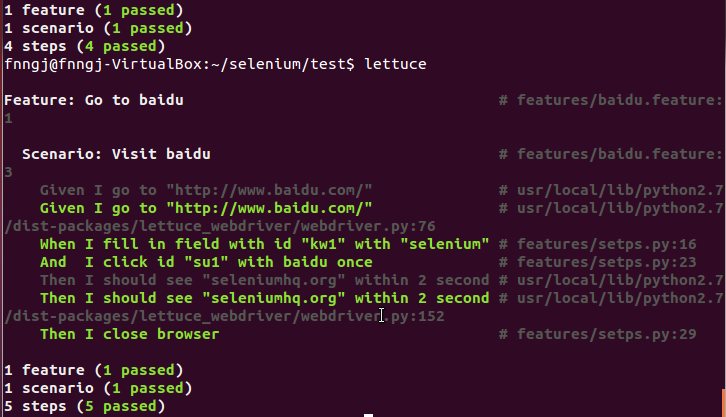 1 feature (1 passed)
1 scenario (1 passed)
4 steps (4 passed)
fnngj@fnngj-VirtualBox:~/selenium/test$ lettuce
Feature: Go to baidu # features/baidu.feature:
1
Scenario: Visit baidu # features/baidu.feature:
3
Given I go to "http://www.baidu.com/" # usr/local/lib/python2.7
Given I go to "http://www.baidu.com/" # usr/local/lib/python2.7
/dist-packages/lettuce_webdriver/webdriver.py:76
When I fill in field with id "kw1" with "selenium" # features/setps.py:16
And I click id "su1" with baidu once # features/setps.py:23
Then I should see "seleniumhq.org" within 2 second # usr/local/lib/python2.7
Then I should see "seleniumhq.org" within 2 second # usr/local/lib/python2.7
/dist-packages/lettuce_webdriver/webdriver.py:152
Then I close browser # features/setps.py:29
1 feature (1 passed)
1 scenario (1 passed)
5 steps (5 passed)